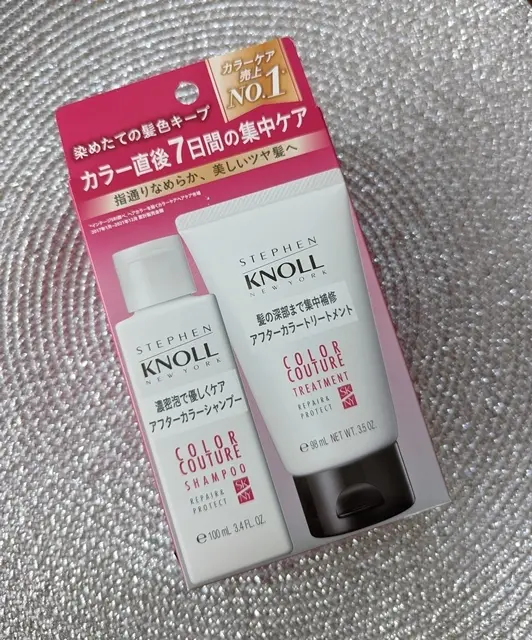 カラーケア
売上
NO.1
染めたての髪色キープ
カラー直後7日間の集中ケア
指通りなめらか、美しいツヤ髪へ
STEPHEN
KNOLL
NEW YORK
髪の深部まで集中補修
アフターカラートリートメント
COLOR
COUTURE
TREATMENT
REPAIR&
PROTECT
SK
NY
e 98 mL NET WT. 3.5 OZ.
STEPHEN
KNOLL
NEW YORK
濃密泡で優しくケア
アフターカラーシャンプー
COLOR
COUTURE
SHAMPOO
REPAIR&
PROTECT
SK
NY
e 100 mL 3.4 FL. OZ.